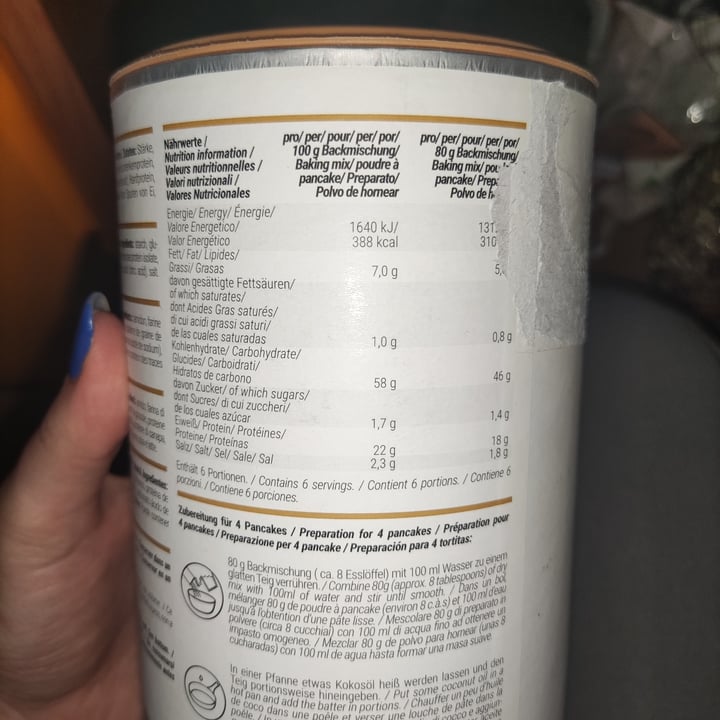 Nährwerte /
Nutrition information /
Valeurs nutritionnelles /
Valori nutrizionali /
Valores Nutricionales
pro/ per/ pour/ per/ por/
100 g Backmischung/
Baking mix/ poudre à
pancake/ Preparato/
Polvo de hornear
pro/ per/ pour/ per/ por/
80 g Backmischung/
Baking mix/
pancake/
Polvo de
Energie/ Energy/ Énergie/
Valore Energetico/ 1640 kJ/
Valor Energético 388 kcal 310
Fett/ Fat/ Lipides/
Grassi/ Grasas 7,0 g
davon gesättigte Fettsäuren/
of which saturates/
dont Acides Gras saturés/
di cui acidi grassi saturi/
de las cuales saturadas 1,0 g 0,8 g
Kohlenhydrate/ Carbohydrate/
Glucides/ Carboidrati/
Hidratos de carbono 58 g 46 g
davon Zucker/ of which sugars/
dont Sucres/ di cui zuccheri/
de los cuales azúcar 1,7 g 1,4 g
Eiweiß/ Protein/ Protéines/
Proteine/ Proteínas 22 g 18 g
Salz/ Salt/ Sel/ Sale/ Sal 2,3 g 1,8 g
Enthält 6 Portionen. / Contains 6 servings. / Contient 6 portions. / Contiene 6
porzioni. / Contiene 6 porciones.
Zubereitung für 4 Pancakes / Preparation for 4 pancakes / Préparation pour
4 pancakes / Preparazione per 4 pancake / Preparación para 4 tortitas:
80 g Backmischung ( ca. 8 Esslöffel) mit 100 ml Wasser zu einem
glatten Teig verrühren. / Combine 80g (approx. 8 tablespoons) of dry
mix with 100ml of water and stir until smooth. / Dans un bol,
mélanger 80 g de poudre à pancake (environ 8 c.à.s) et 100 ml d'eau
jusqu'à l'obtention d'une pâte lisse. / Mescolare 80 g di preparato in
polvere (circa 8 cucchiai) con 100 ml di acqua fino ad ottenere un
impasto omogeneo. / Mezclar 80 g de polvo para hornear (unas 8
cucharadas) con 100 ml de agua hasta formar una masa suave.
In einer Pfanne etwas Kokosöl heiß werden lassen und den
Teig portionsweise hineingeben. / Put some coconut oil in a
hot pan and add the batter in portions. / Chauffer un peu d'huile
de coco dans une poêle et verser une louche de pâte dans la